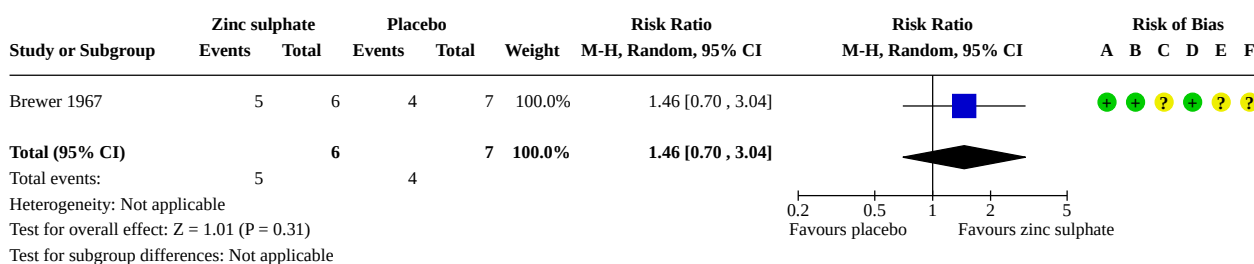 Zinc sulphate Placebo Risk Ratio Risk Ratio Risk of Bias
Study or Subgroup Events Total Events Total Weight M-H, Random, 95% CI M-H, Random, 95% CI A B C D E F
Brewer 1967 5 6 4 7 100.0% 1.46 [0.70 , 3.04] + + ? + ? ?
Total (95% CI) 6 7 100.0% 1.46 [0.70 , 3.04]
Total events: 5 4
Heterogeneity: Not applicable 0.2 0.5 1 2 5
Test for overall effect: Z = 1.01 (P = 0.31) Favours placebo Favours zinc sulphate
Test for subgroup differences: Not applicable